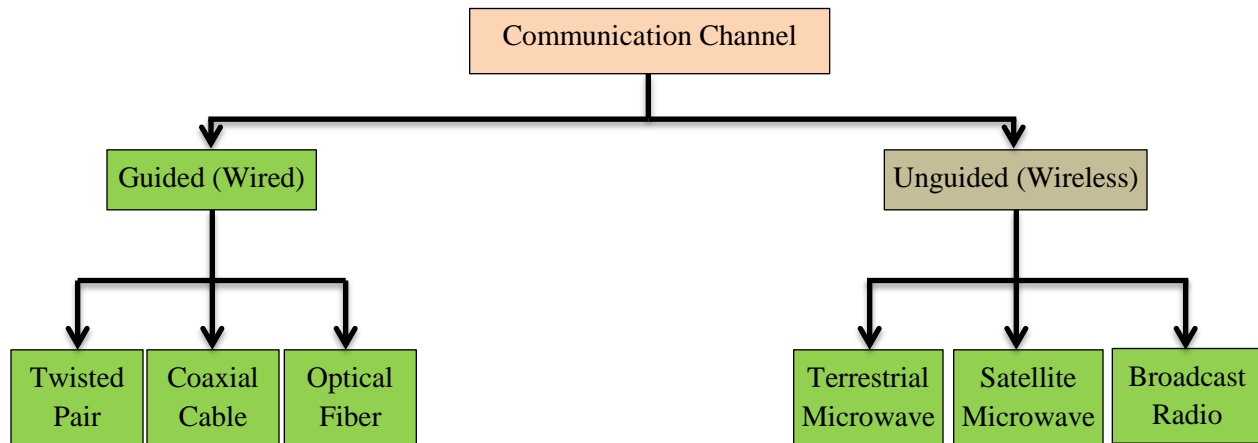 Communication Channel
Guided (Wired)
Unguided (Wireless)
Twisted
Pair
Coaxial
Cable
Optical
Fiber
Terrestrial
Microwave
Satellite
Microwave
Broadcast
Radio